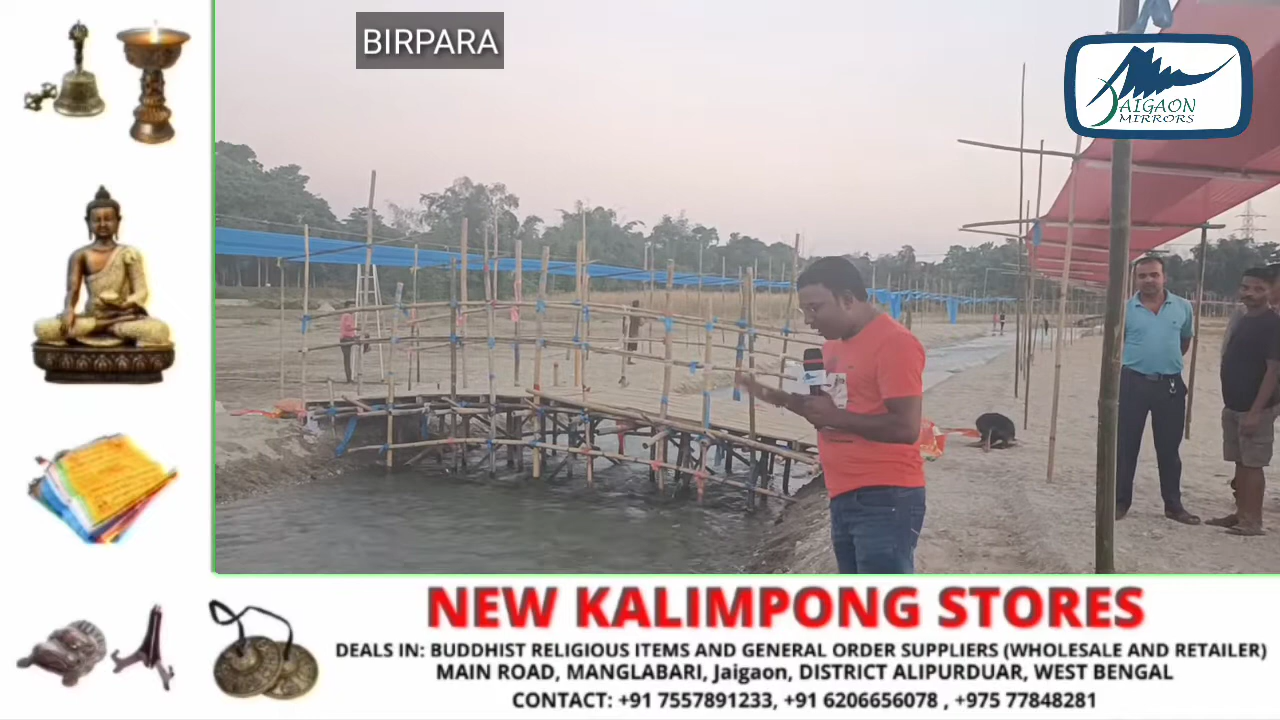 BIRPARA
JAIGAON
MIRRORS
NEW KALIMPONG STORES
DEALS IN: BUDDHIST RELIGIOUS ITEMS AND GENERAL ORDER SUPPLIERS (WHOLESALE AND RETAILER)
MAIN ROAD, MANGLABARI, Jaigaon, DISTRICT ALIPURDUAR, WEST BENGAL
CONTACT: +91 7557891233, +91 6206656078 , +975 77848281